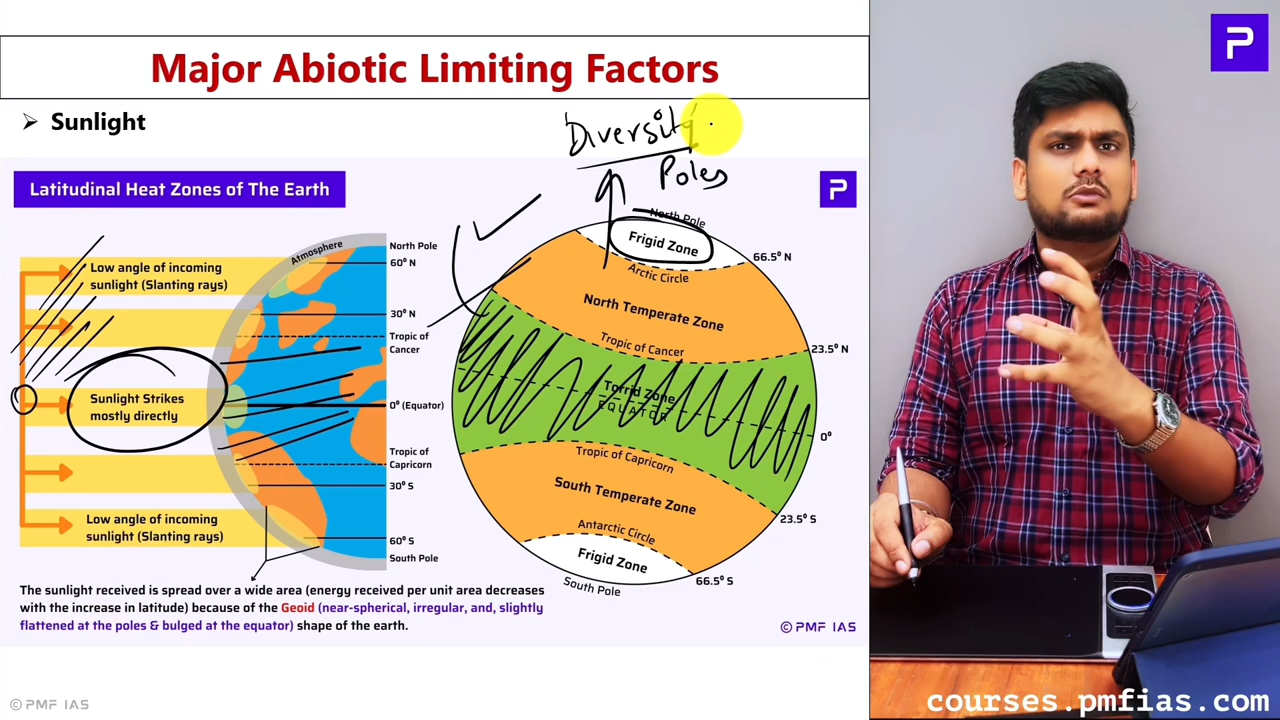 Major Abiotic Limiting Factors
➢ Sunlight
Diversity
Poles
Latitudinal Heat Zones of The Earth
P
P
Low angle of incoming
sunlight (Slanting rays)
Sunlight Strikes
mostly directly
Low angle of incoming
sunlight (Slanting rays)
Atmosphere
North Pole
60° N
30° N
Tropic of
Cancer
0° (Equator)
Tropic of
Capricorn
30° S
60° S
South Pole
North Pole
Frigid Zone
66.5° N
Arctic Circle
North Temperate Zone
Tropic of Cancer
23.5° N
Torrid Zone
EQUATOR
0°
Tropic of Capricorn
South Temperate Zone
23.5° S
Antarctic Circle
Frigid Zone
66.5° S
South Pole
The sunlight received is spread over a wide area (energy received per unit area decreases
with the increase in latitude) because of the Geoid (near-spherical, irregular, and, slightly
flattened at the poles & bulged at the equator) shape of the earth.
© PMF IAS
© PMF IAS
courses.pmfias.com